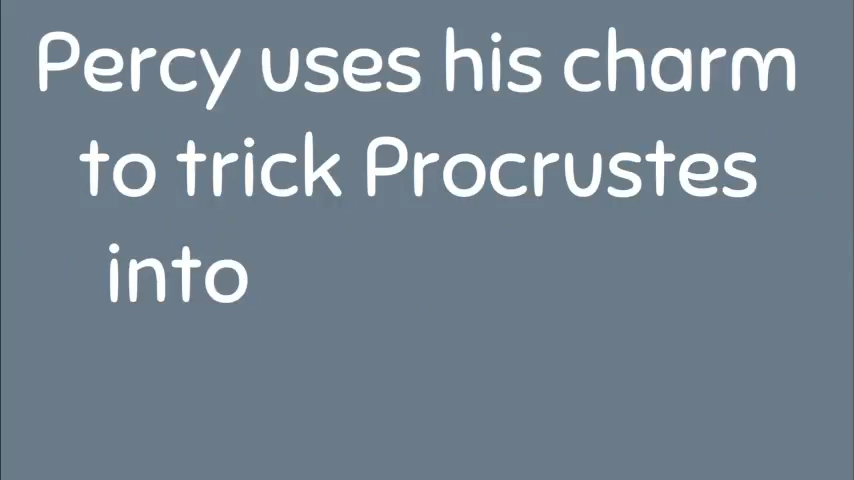 Percy uses his charm
to trick Procrustes
into